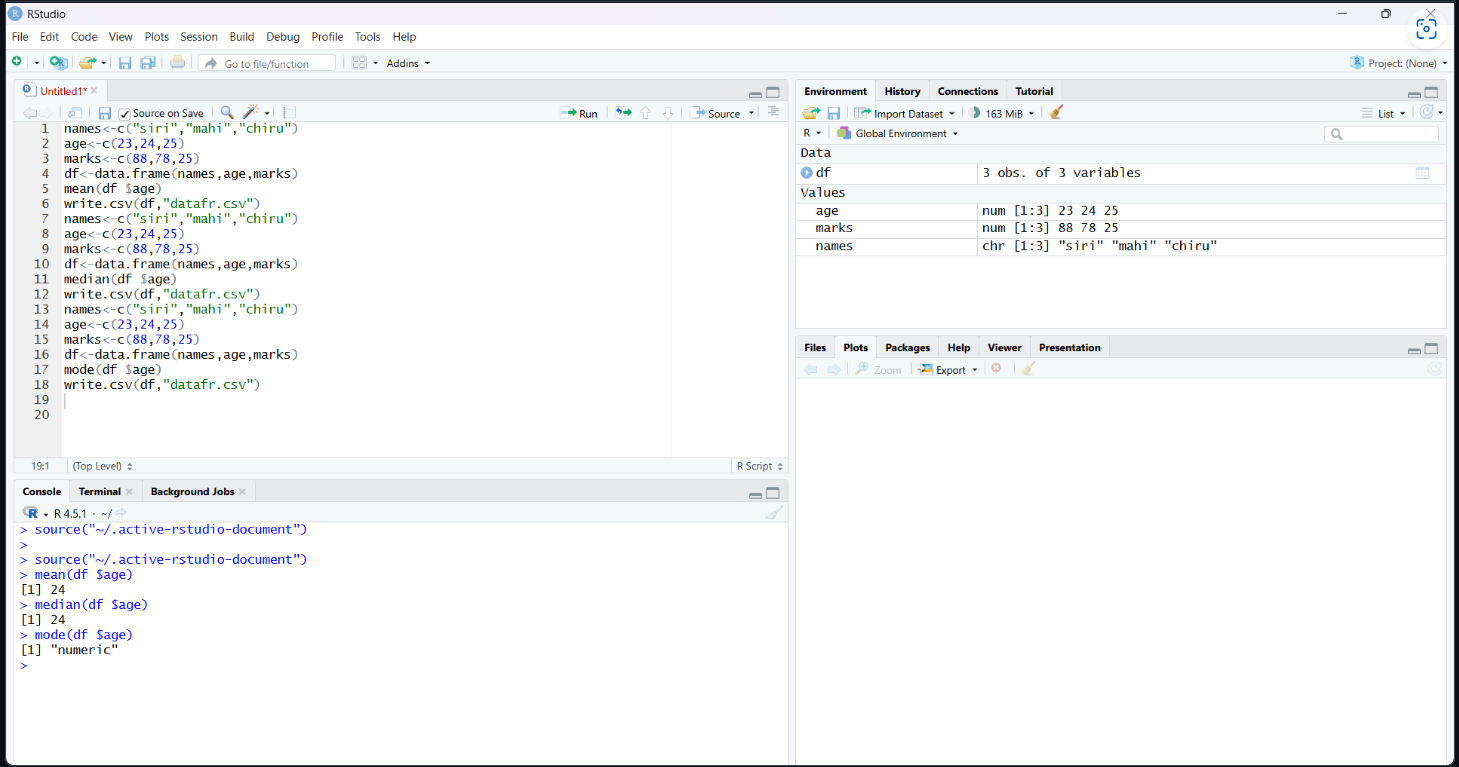 RStudio
File Edit Code View Plots Session Build Debug Profile Tools Help
Go to file/function Addins Project: (None)
Untitled1*
Source on Save Run Source
1 names<-c("siri","mahi","chiru")
2 age<-c(23,24,25)
3 marks<-c(88,78,25)
4 df<-data.frame(names,age,marks)
5 mean(df $age)
6 write.csv(df,"datafr.csv")
7 names<-c("siri","mahi","chiru")
8 age<-c(23,24,25)
9 marks<-c(88,78,25)
10 df<-data.frame(names,age,marks)
11 median(df $age)
12 write.csv(df,"datafr.csv")
13 names<-c("siri","mahi","chiru")
14 age<-c(23,24,25)
15 marks<-c(88,78,25)
16 df<-data.frame(names,age,marks)
17 mode(df $age)
18 write.csv(df,"datafr.csv")
19
20
19:1 (Top Level) R Script
Console Terminal Background Jobs
R R 4.5.1 · ~/
> source("~/.active-rstudio-document")
>
> source("~/.active-rstudio-document")
> mean(df $age)
[1] 24
> median(df $age)
[1] 24
> mode(df $age)
[1] "numeric"
>
Environment History Connections Tutorial
Import Dataset 163 MiB List
R Global Environment
Data
df 3 obs. of 3 variables
Values
age num [1:3] 23 24 25
marks num [1:3] 88 78 25
names chr [1:3] "siri" "mahi" "chiru"
Files Plots Packages Help Viewer Presentation
Zoom Export